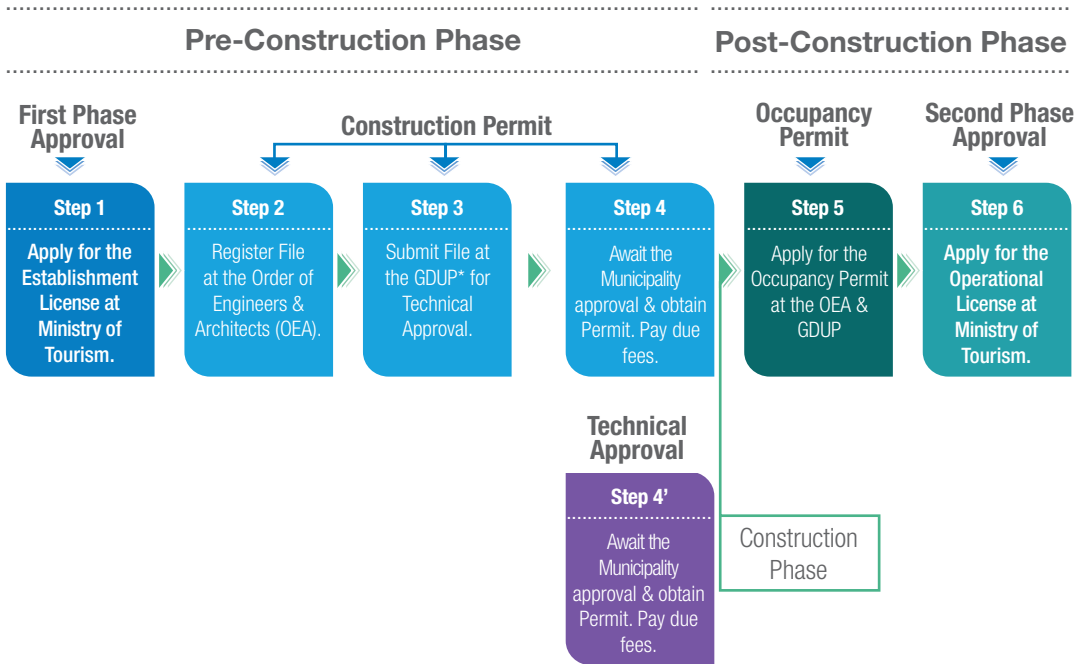 Pre-Construction Phase
Post-Construction Phase
First Phase
Approval
Construction Permit
Occupancy
Permit
Second Phase
Approval
Step 1
Apply for the
Establishment
License at
Ministry of
Tourism.
Step 2
Register File
at the Order of
Engineers &
Architects (OEA).
Step 3
Submit File at
the GDUP* for
Technical
Approval.
Step 4
Await the
Municipality
approval & obtain
Permit. Pay due
fees.
Step 5
Apply for the
Occupancy Permit
at the OEA &
GDUP
Step 6
Apply for the
Operational
License at
Ministry of
Tourism.
Technical
Approval
Step 4’
Await the
Municipality
approval & obtain
Permit. Pay due
fees.
Construction
Phase